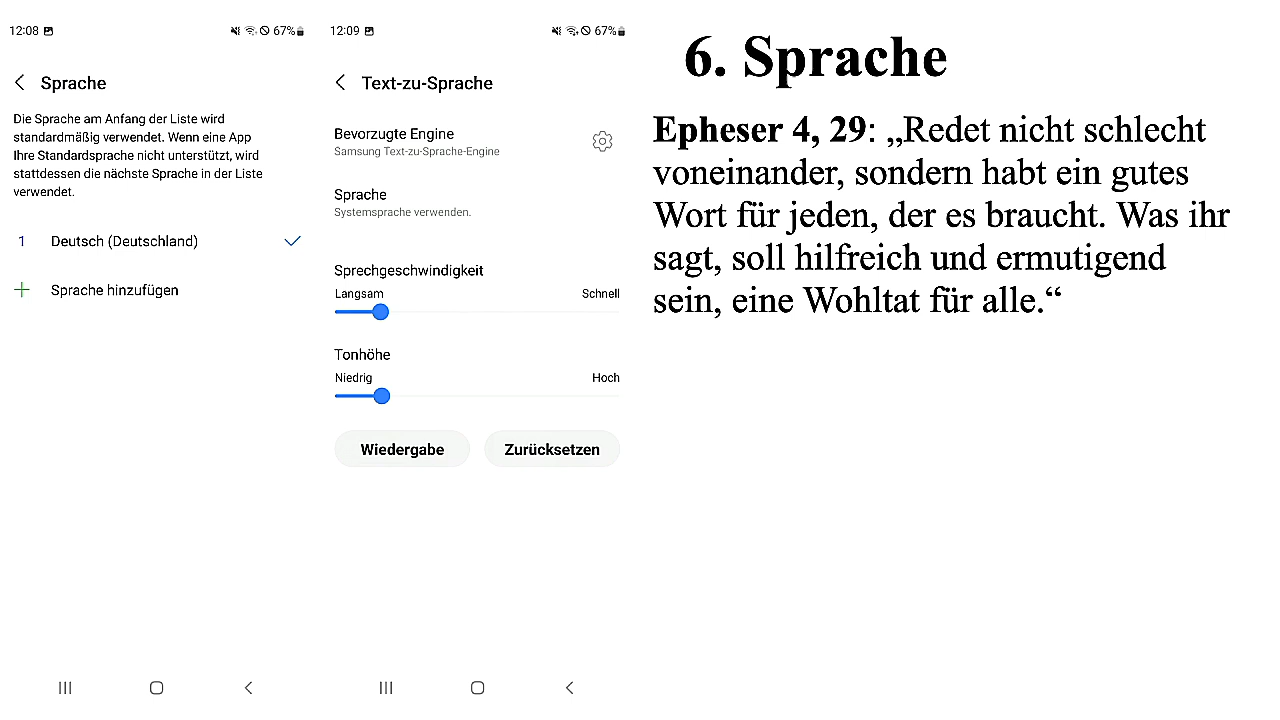 12:08
67%
Sprache
Die Sprache am Anfang der Liste wird
standardmäßig verwendet. Wenn eine App
Ihre Standardsprache nicht unterstützt, wird
stattdessen die nächste Sprache in der Liste
verwendet.
1 Deutsch (Deutschland)
Sprache hinzufügen
12:09
67%
Text-zu-Sprache
Bevorzugte Engine
Samsung Text-zu-Sprache-Engine
Sprache
Systemsprache verwenden.
Sprechgeschwindigkeit
Langsam Schnell
Tonhöhe
Niedrig Hoch
Wiedergabe Zurücksetzen
6. Sprache
Epheser 4, 29: „Redet nicht schlecht
voneinander, sondern habt ein gutes
Wort für jeden, der es braucht. Was ihr
sagt, soll hilfreich und ermutigend
sein, eine Wohltat für alle.“